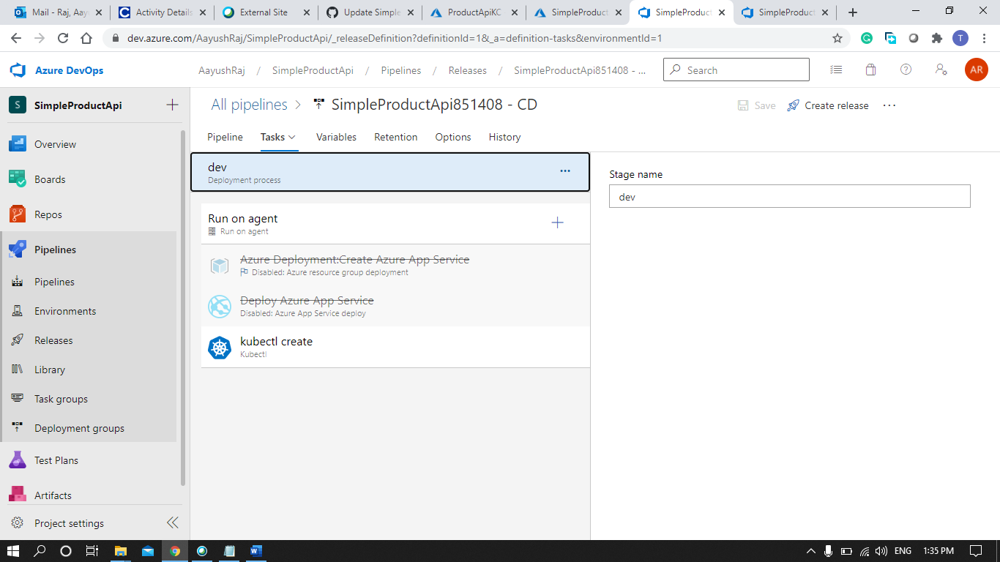 Mail - Raj, Aay
Activity Details
External Site
Update Simple
ProductApiKC
SimpleProduct
SimpleProduct
SimpleProduct
dev.azure.com/AayushRaj/SimpleProductApi/_releaseDefinition?definitionId=1&_a=definition-tasks&environmentId=1
T
Azure DevOps
AayushRaj / SimpleProductApi / Pipelines / Releases / SimpleProductApi851408 - ...
Search
AR
S SimpleProductApi
Overview
Boards
Repos
Pipelines
Pipelines
Environments
Releases
Library
Task groups
Deployment groups
Test Plans
Artifacts
Project settings
All pipelines > SimpleProductApi851408 - CD
Save
Create release
Pipeline Tasks Variables Retention Options History
dev
Deployment process
Run on agent
Run on agent
Azure Deployment:Create Azure App Service
Disabled: Azure resource group deployment
Deploy Azure App Service
Disabled: Azure App Service deploy
kubectl create
Kubectl
Stage name
dev
ENG
1:35 PM